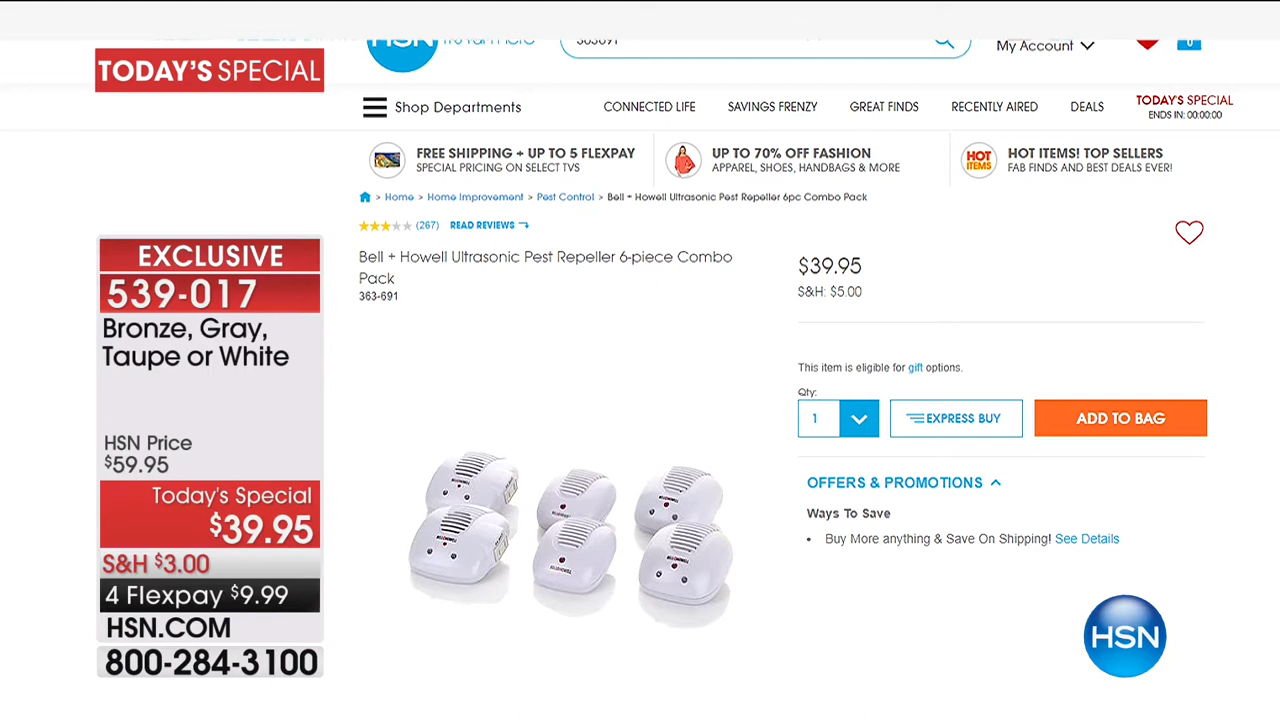 TODAY'S SPECIAL
HSN
363691
My Account
0
Shop Departments
CONNECTED LIFE
SAVINGS FRENZY
GREAT FINDS
RECENTLY AIRED
DEALS
TODAY'S SPECIAL
ENDS IN: 00:00:00
FREE SHIPPING + UP TO 5 FLEXPAY
SPECIAL PRICING ON SELECT TVS
UP TO 70% OFF FASHION
APPAREL, SHOES, HANDBAGS & MORE
HOT
ITEMS
HOT ITEMS! TOP SELLERS
FAB FINDS AND BEST DEALS EVER!
> Home > Home Improvement > Pest Control > Bell + Howell Ultrasonic Pest Repeller 6pc Combo Pack
(267) READ REVIEWS
Bell + Howell Ultrasonic Pest Repeller 6-piece Combo
Pack
363-691
$39.95
S&H: $5.00
This item is eligible for gift options.
Qty:
1
EXPRESS BUY
ADD TO BAG
OFFERS & PROMOTIONS
Ways To Save
• Buy More anything & Save On Shipping! See Details
EXCLUSIVE
539-017
Bronze, Gray,
Taupe or White
HSN Price
$59.95
Today's Special
$39.95
S&H $3.00
4 Flexpay $9.99
HSN.COM
800-284-3100
HSN